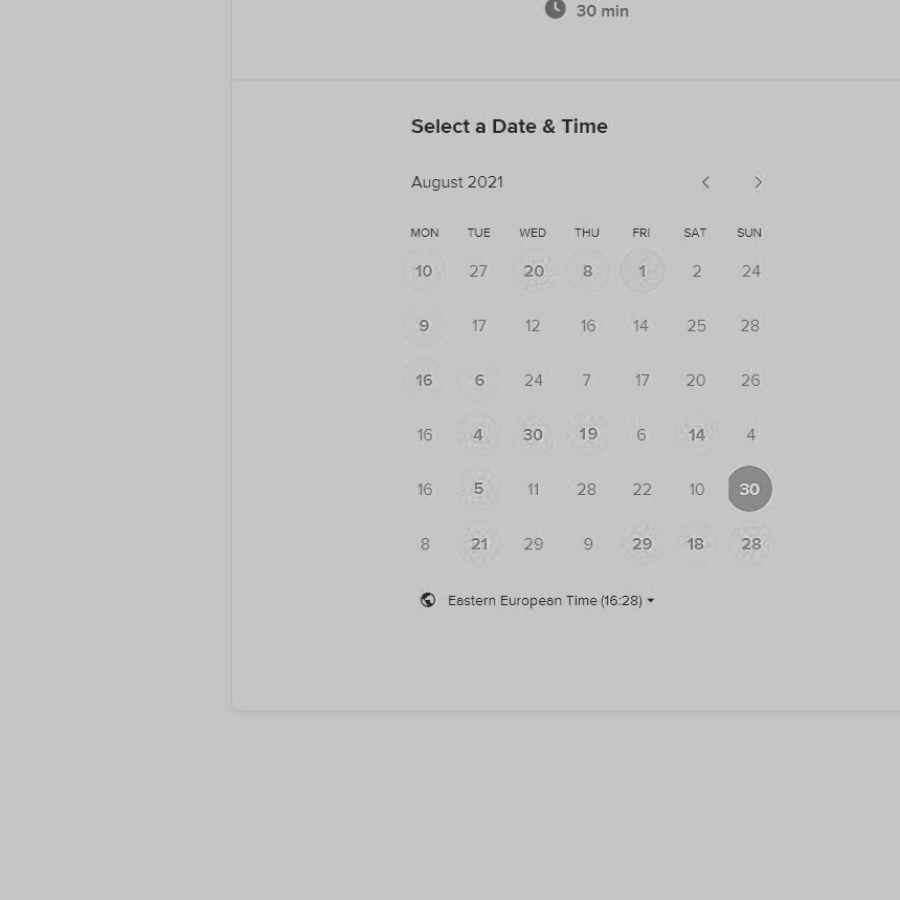 30 min
Select a Date & Time
August 2021
MON TUE WED THU FRI SAT SUN
10 27 20 8 1 2 24
9 17 12 16 14 25 28
16 6 24 7 17 20 26
16 4 30 19 6 14 4
16 5 11 28 22 10 30
8 21 29 9 29 18 28
Eastern European Time (16:28)